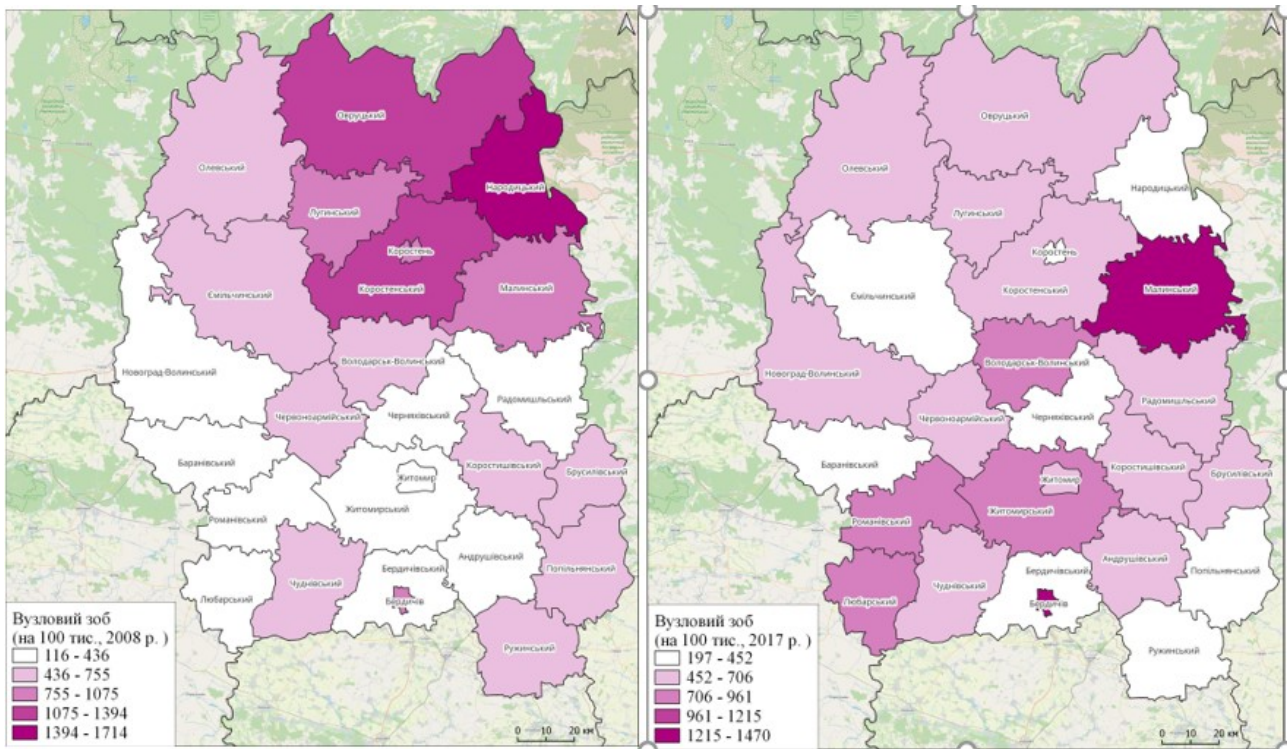 Овруцький
Олевський
Народицький
Лугинський
Коростень
Коростенський
Малинський
Ємільчинський
Володарськ-Волинський
Новоград-Волинський
Радомишльський
Червоноармійський
Черняхівський
Баранівський
Коростишівський
Брусилівський
Житомир
Романівський
Житомирський
Андрушівський
Бердичівський
Попільнянський
Чуднівський
Любарський
Бердичів
Ружинський
Вузловий зоб
(на 100 тис., 2008 р. )
116 - 436
436 - 755
755 - 1075
1075 - 1394
1394 - 1714
0 10 20 км
Овруцький
Олевський
Народицький
Лугинський
Коростень
Коростенський
Малинський
Ємільчинський
Володарськ-Волинський
Новоград-Волинський
Радомишльський
Червоноармійський
Черняхівський
Баранівський
Коростишівський
Брусилівський
Житомир
Романівський
Житомирський
Андрушівський
Бердичівський
Попільнянський
Чуднівський
Любарський
Бердичів
Ружинський
Вузловий зоб
(на 100 тис., 2017 р. )
197 - 452
452 - 706
706 - 961
961 - 1215
1215 - 1470
0 10 20 км